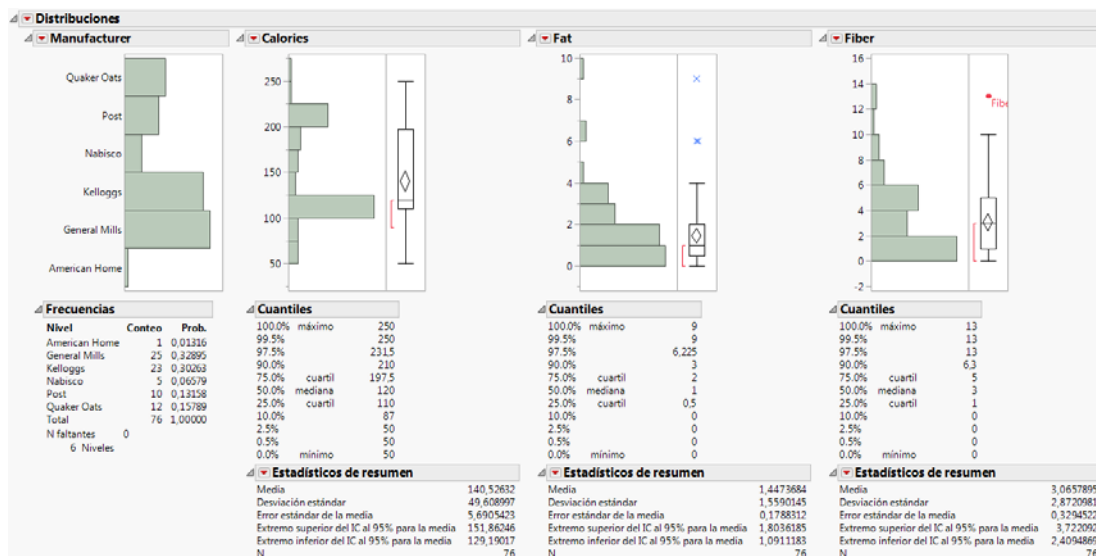 Distribuciones
Manufacturer
Quaker Oats
Post
Nabisco
Kelloggs
General Mills
American Home
Frecuencias
Nivel Conteo Prob.
American Home 1 0,01316
General Mills 25 0,32895
Kelloggs 23 0,30263
Nabisco 5 0,06579
Post 10 0,13158
Quaker Oats 12 0,15789
Total 76 1,00000
N faltantes 0
6 Niveles
Calories
250
200
150
100
50
Cuantiles
100.0% máximo 250
99.5% 250
97.5% 231,5
90.0% 210
75.0% cuartil 197,5
50.0% mediana 120
25.0% cuartil 110
10.0% 87
2.5% 50
0.5% 50
0.0% mínimo 50
Estadísticos de resumen
Media 140,52632
Desviación estándar 49,608997
Error estándar de la media 5,6905423
Extremo superior del IC al 95% para la media 151,86246
Extremo inferior del IC al 95% para la media 129,19017
N 76
Fat
10
8
6
4
2
0
Cuantiles
100.0% máximo 9
99.5% 9
97.5% 6,225
90.0% 3
75.0% cuartil 2
50.0% mediana 1
25.0% cuartil 0,5
10.0% 0
2.5% 0
0.5% 0
0.0% mínimo 0
Estadísticos de resumen
Media 1,4473684
Desviación estándar 1,5590145
Error estándar de la media 0,1788312
Extremo superior del IC al 95% para la media 1,8036185
Extremo inferior del IC al 95% para la media 1,0911183
N 76
Fiber
16
14
12
10
8
6
4
2
0
-2
Fibe
Cuantiles
100.0% máximo 13
99.5% 13
97.5% 13
90.0% 6,3
75.0% cuartil 5
50.0% mediana 3
25.0% cuartil 1
10.0% 0
2.5% 0
0.5% 0
0.0% mínimo 0
Estadísticos de resumen
Media 3,0657895
Desviación estándar 2,8720981
Error estándar de la media 0,3294522
Extremo superior del IC al 95% para la media 3,722092
Extremo inferior del IC al 95% para la media 2,4094869
N 76